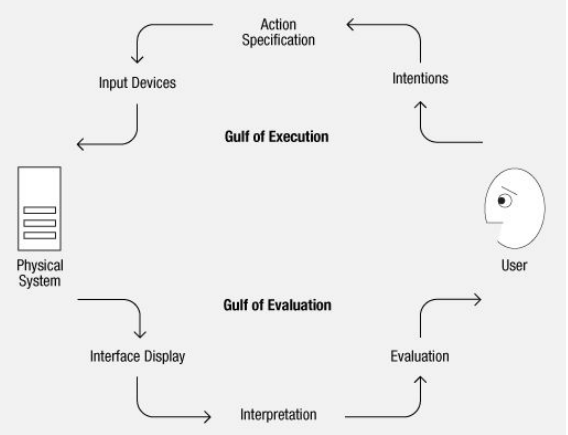 Action
Specification
Input Devices
Intentions
Gulf of Execution
Physical
System
User
Gulf of Evaluation
Interface Display
Evaluation
Interpretation